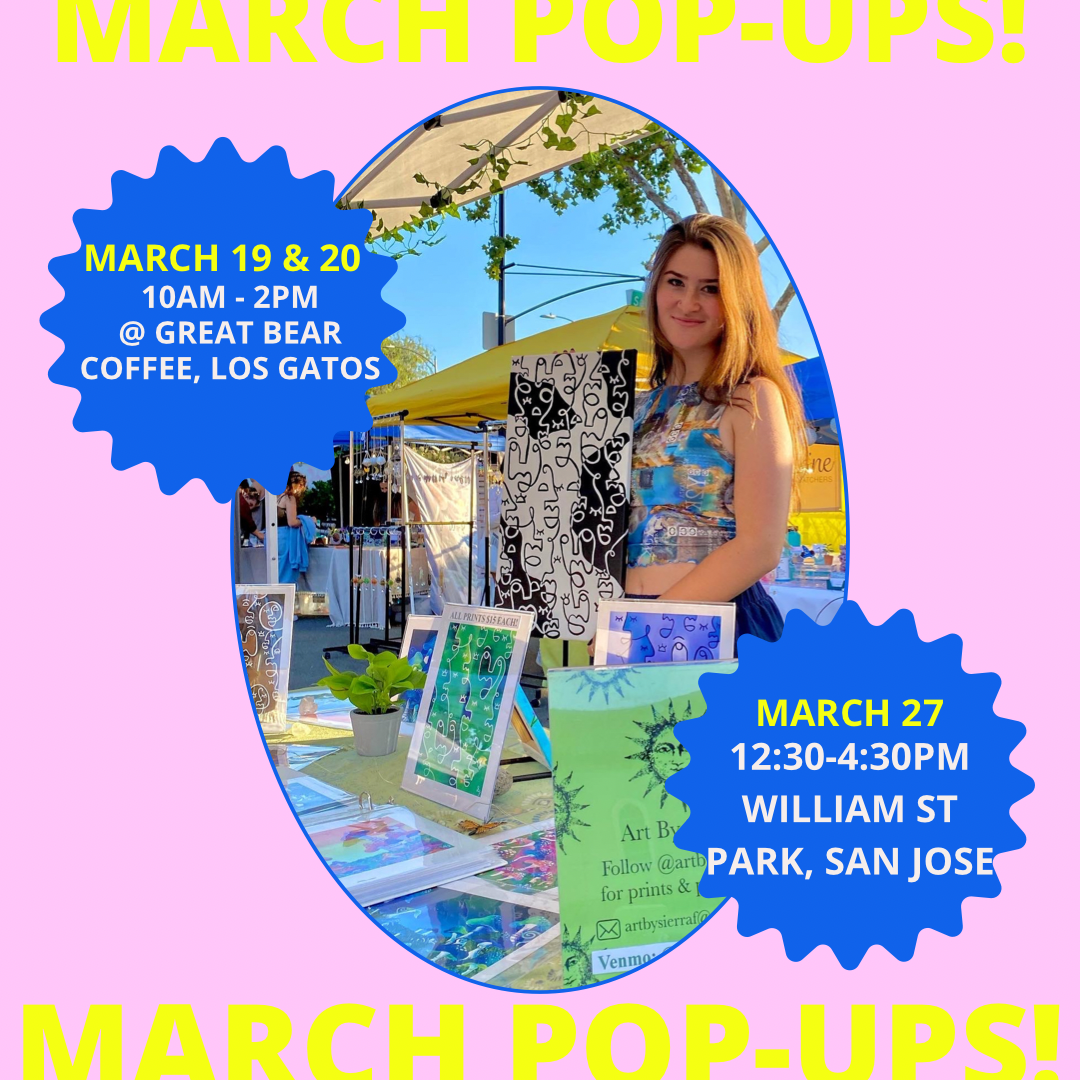 MARCH POP-UPS!
MARCH 19 & 20
10AM - 2PM
@ GREAT BEAR
COFFEE, LOS GATOS
ALL PRINTS $15 EACH!
MARCH 27
12:30-4:30PM
WILLIAM ST
PARK, SAN JOSE
Art By
Follow @artb
for prints &
artbysierraf@
Venmo:
MARCH POP-UPS!